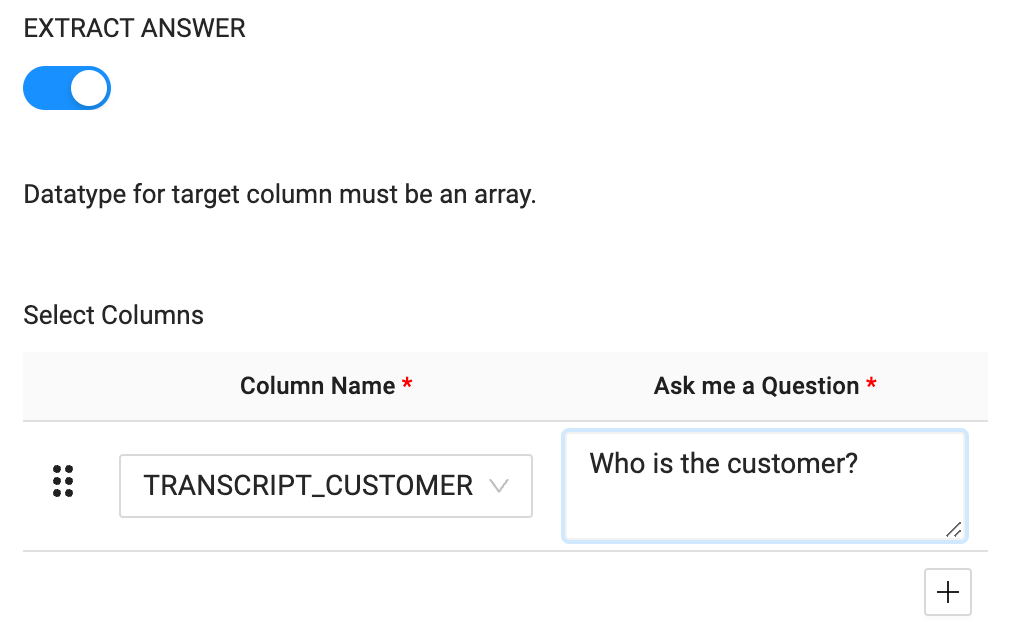 EXTRACT ANSWER
Datatype for target column must be an array.
Select Columns
Column Name * Ask me a Question *
TRANSCRIPT_CUSTOMER Who is the customer?